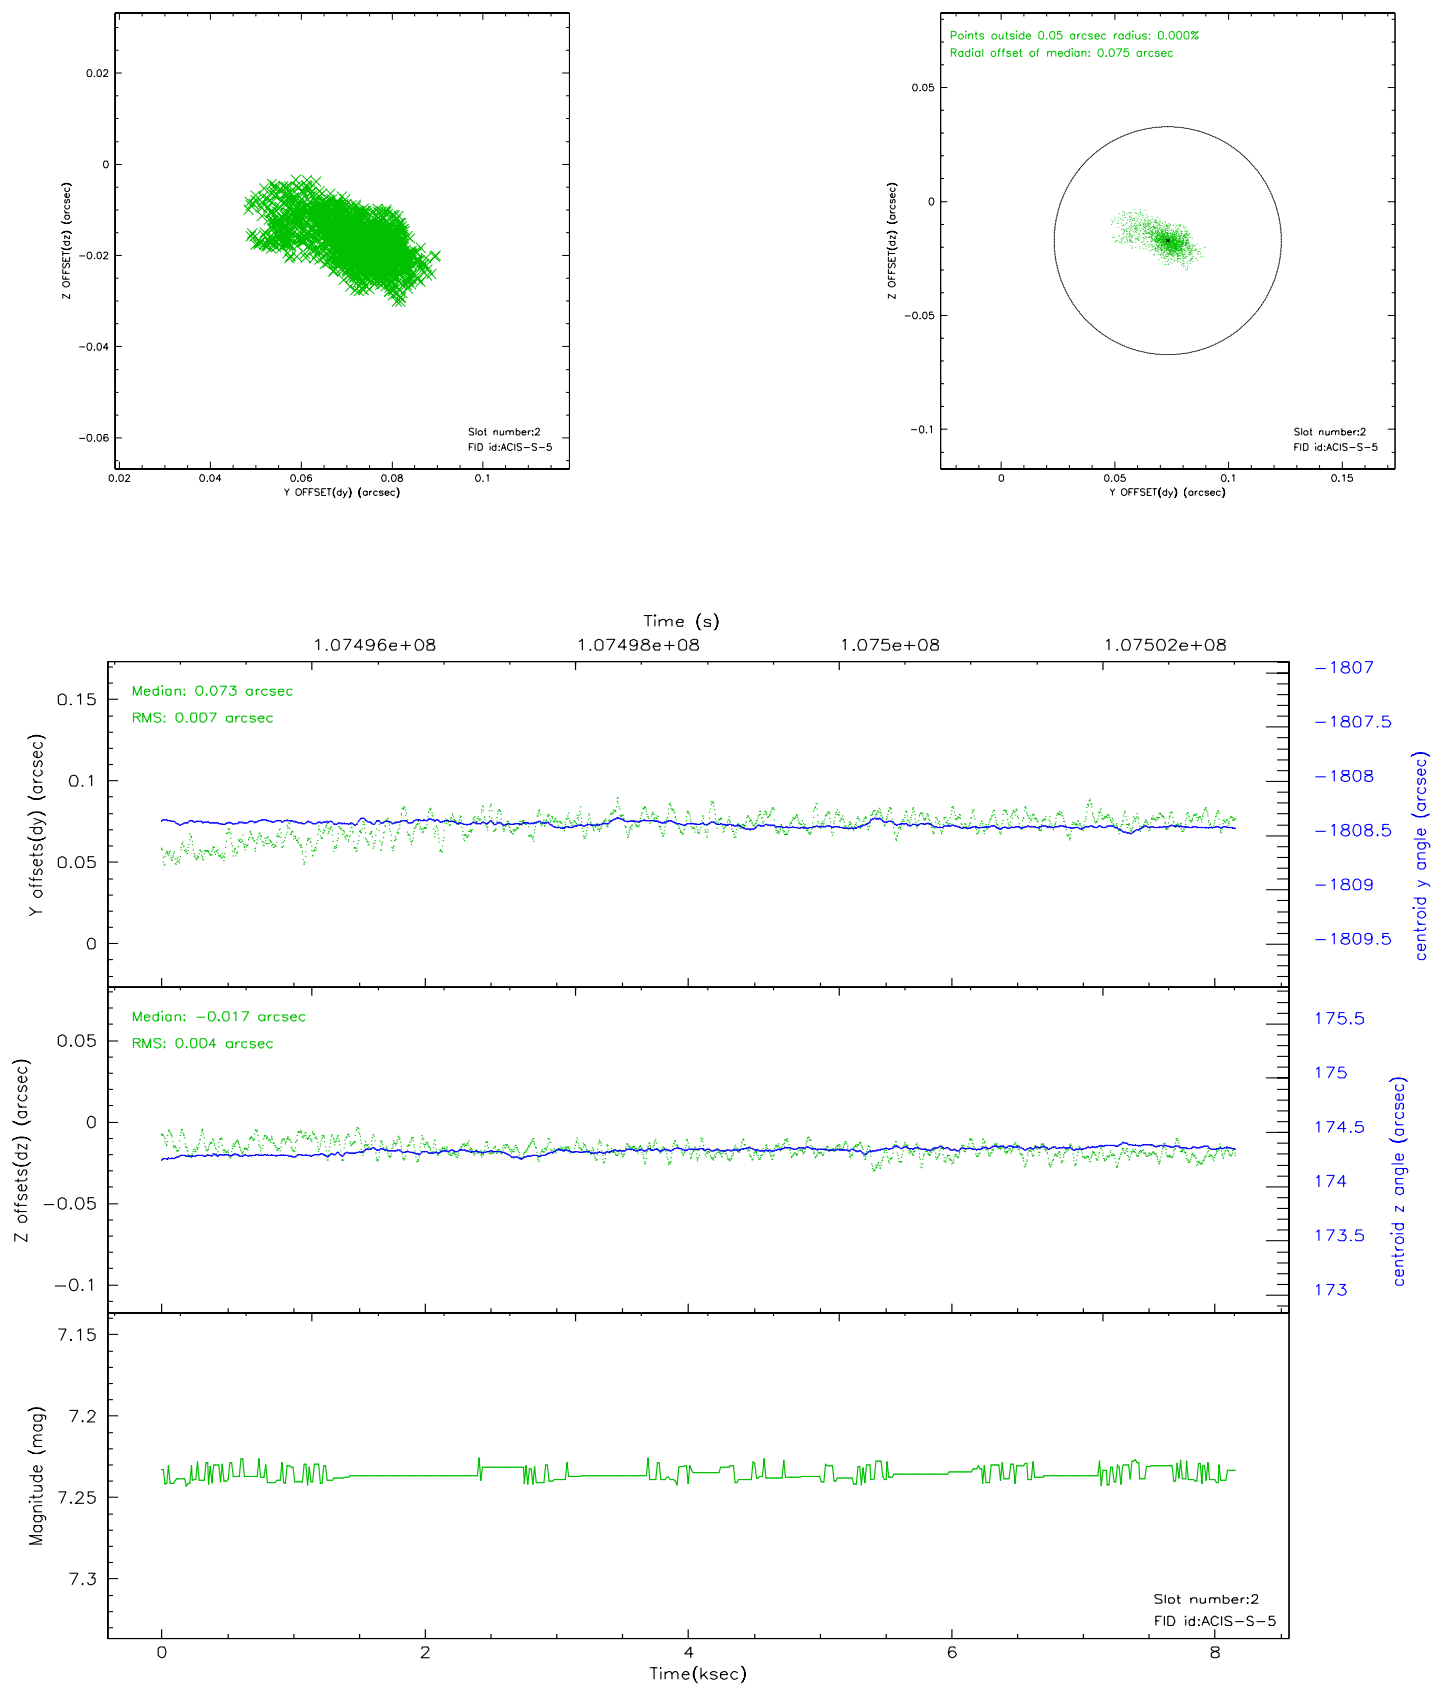 0.02
0
−0.02
−0.04
−0.06
Z OFFSET(dz) (arcsec)
Slot number:2
FID id:ACIS−S−5
0.02 0.04 0.06 0.08 0.1
Y OFFSET(dy) (arcsec)
Points outside 0.05 arcsec radius: 0.000%
Radial offset of median: 0.075 arcsec
0.05
0
−0.05
−0.1
Z OFFSET(dz) (arcsec)
Slot number:2
FID id:ACIS−S−5
0 0.05 0.1 0.15
Y OFFSET(dy) (arcsec)
Time (s)
1.07496e+08 1.07498e+08 1.075e+08 1.07502e+08
Median: 0.073 arcsec
RMS: 0.007 arcsec
0.15
0.1
0.05
0
Y offsets(dy) (arcsec)
−1807
−1807.5
−1808
−1808.5
−1809
−1809.5
centroid y angle (arcsec)
Median: −0.017 arcsec
RMS: 0.004 arcsec
0.05
0
−0.05
−0.1
Z offsets(dz) (arcsec)
175.5
175
174.5
174
173.5
173
centroid z angle (arcsec)
7.15
7.2
7.25
7.3
Magnitude (mag)
Slot number:2
FID id:ACIS−S−5
0 2 4 6 8
Time(ksec)